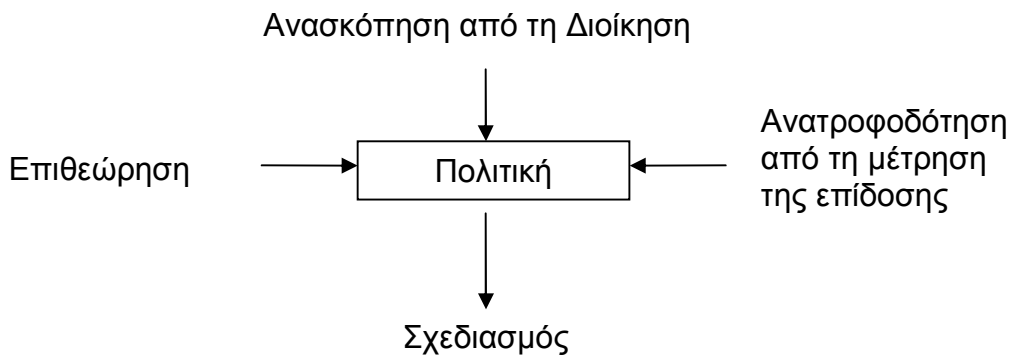 Ανασκόπηση από τη Διοίκηση
Επιθεώρηση
Πολιτική
Ανατροφοδότηση
από τη μέτρηση
της επίδοσης
Σχεδιασμός